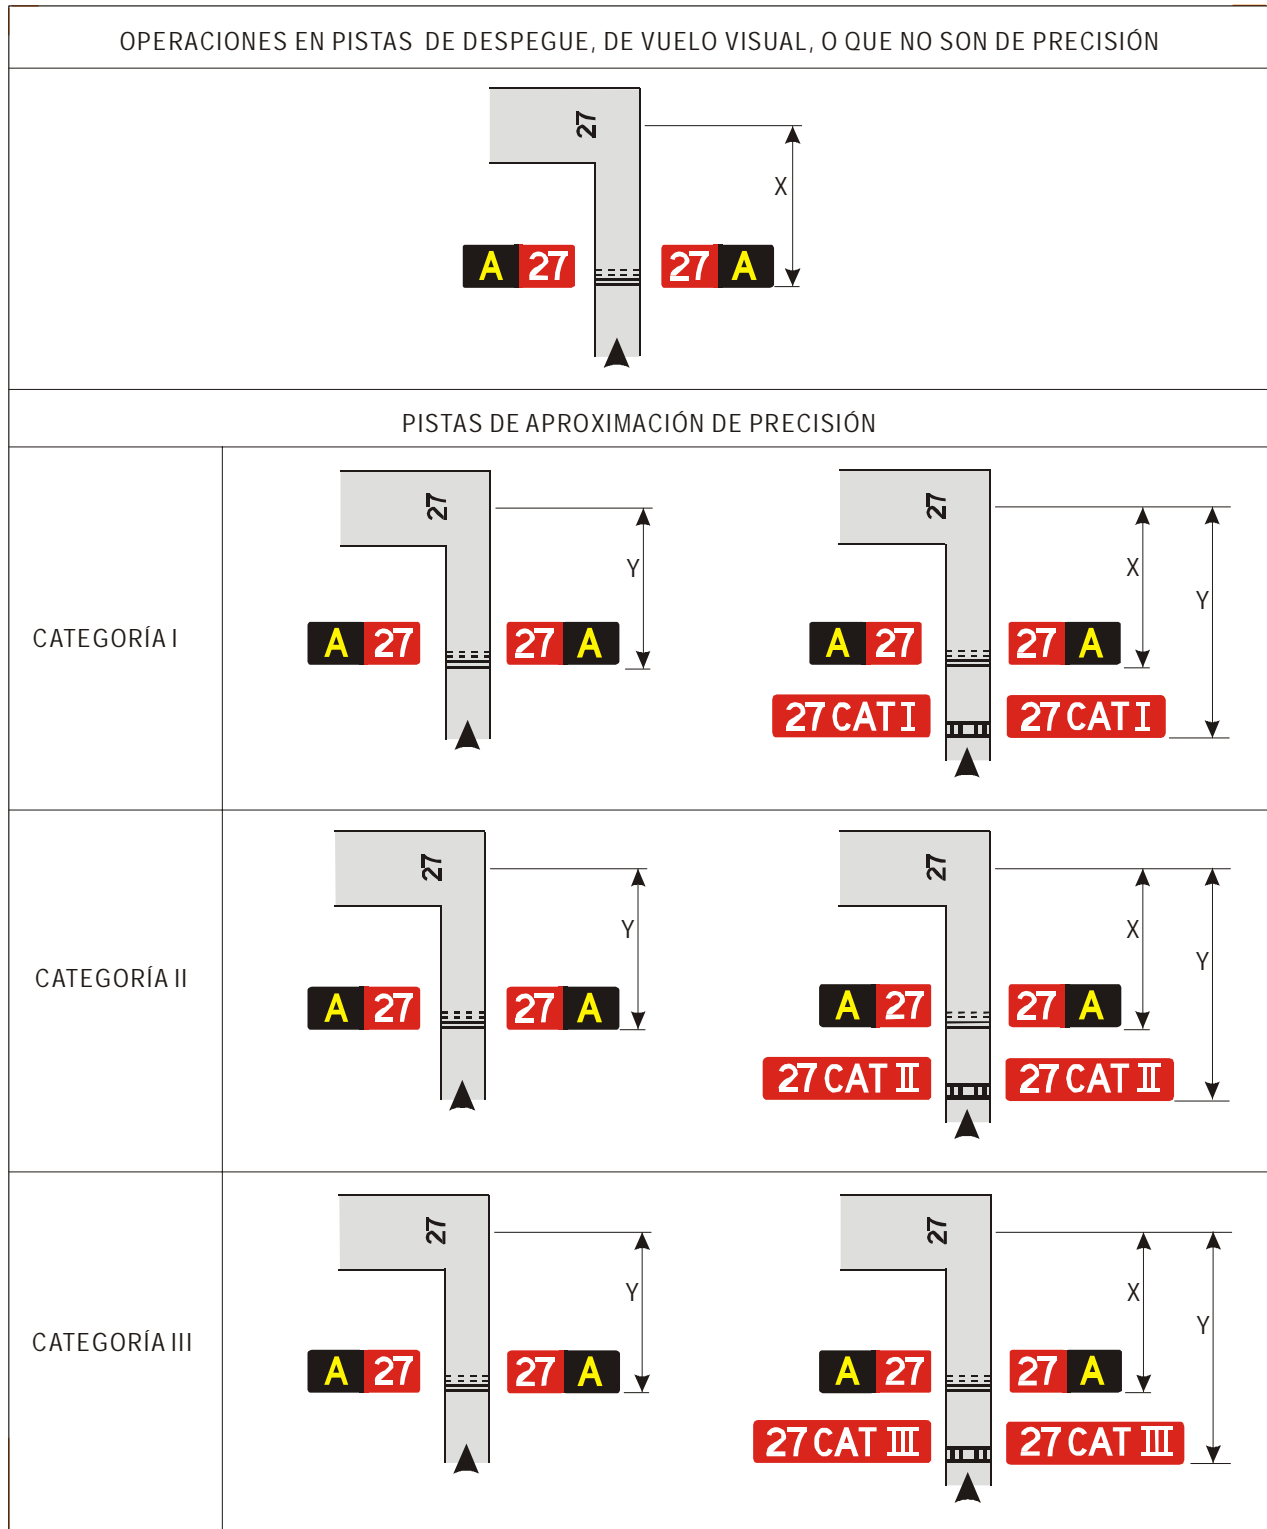 OPERACIONES EN PISTAS DE DESPEGUE, DE VUELO VISUAL, O QUE NO SON DE PRECISIÓN
27
X
A 27 27 A
PISTAS DE APROXIMACIÓN DE PRECISIÓN
CATEGORÍA I
27
Y
A 27 27 A
27
X
Y
A 27 27 A
27 CAT I 27 CAT I
CATEGORÍA II
27
Y
A 27 27 A
27
X
Y
A 27 27 A
27 CAT II 27 CAT II
CATEGORÍA III
27
Y
A 27 27 A
27
X
Y
A 27 27 A
27 CAT III 27 CAT III